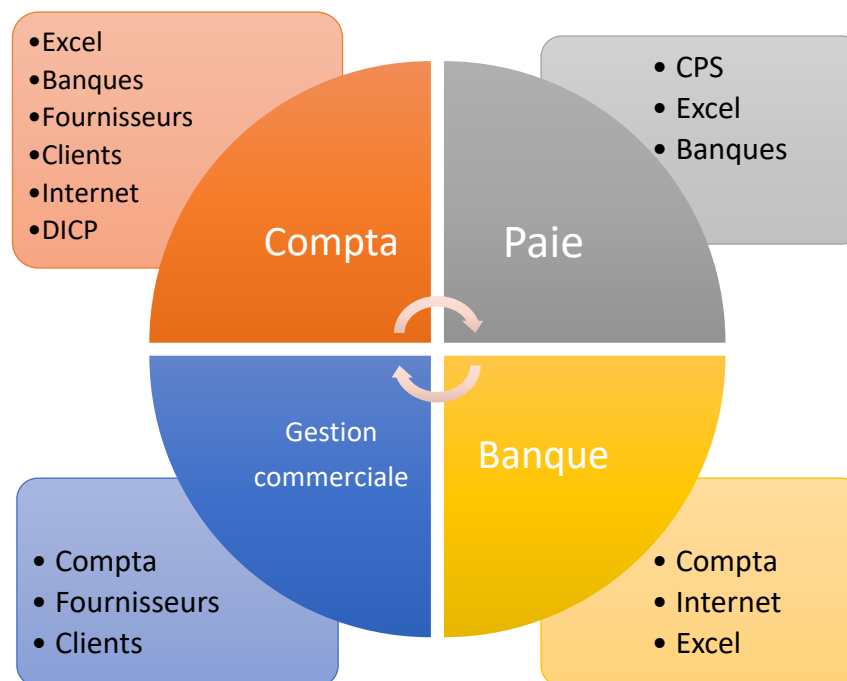 •Excel
•Banques
•Fournisseurs
•Clients
•Internet
•DICP
Compta
• CPS
• Excel
• Banques
Paie
Gestion
commerciale
• Compta
• Fournisseurs
• Clients
Banque
• Compta
• Internet
• Excel